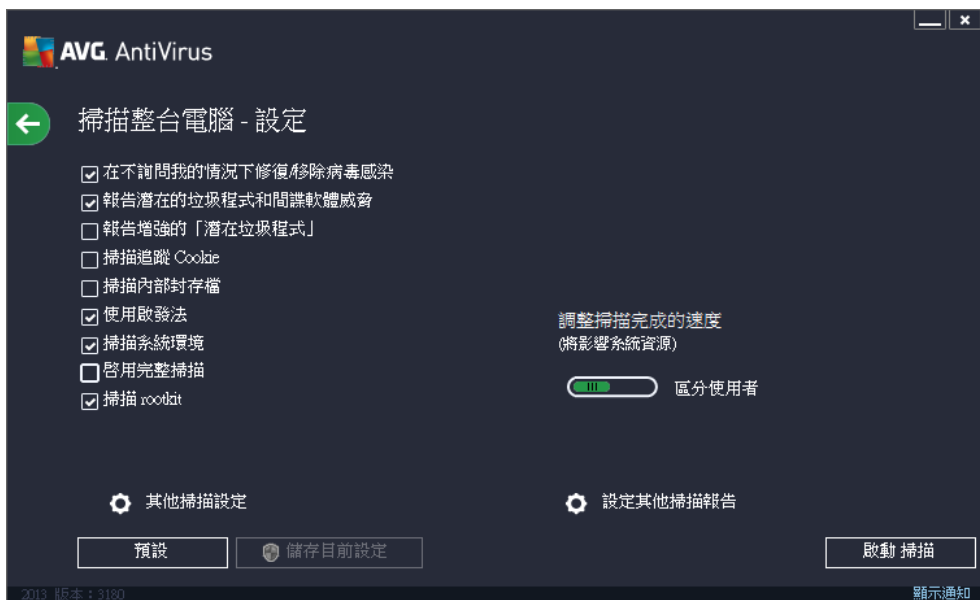 AVG. AntiVirus
掃描整台電腦 - 設定
在不詢問我的情況下修復/移除病毒感染
報告潛在的垃圾程式和間諜軟體威脅
報告增強的「潛在垃圾程式」
掃描追蹤 Cookie
掃描內部封存檔
使用啟發法
掃描系統環境
啓用完整掃描
掃描 rootkit
調整掃描完成的速度
(將影響系統資源)
區分使用者
其他掃描設定
設定其他掃描報告
預設
儲存目前設定
啟動 掃描
2013 版本：3180
顯示通知